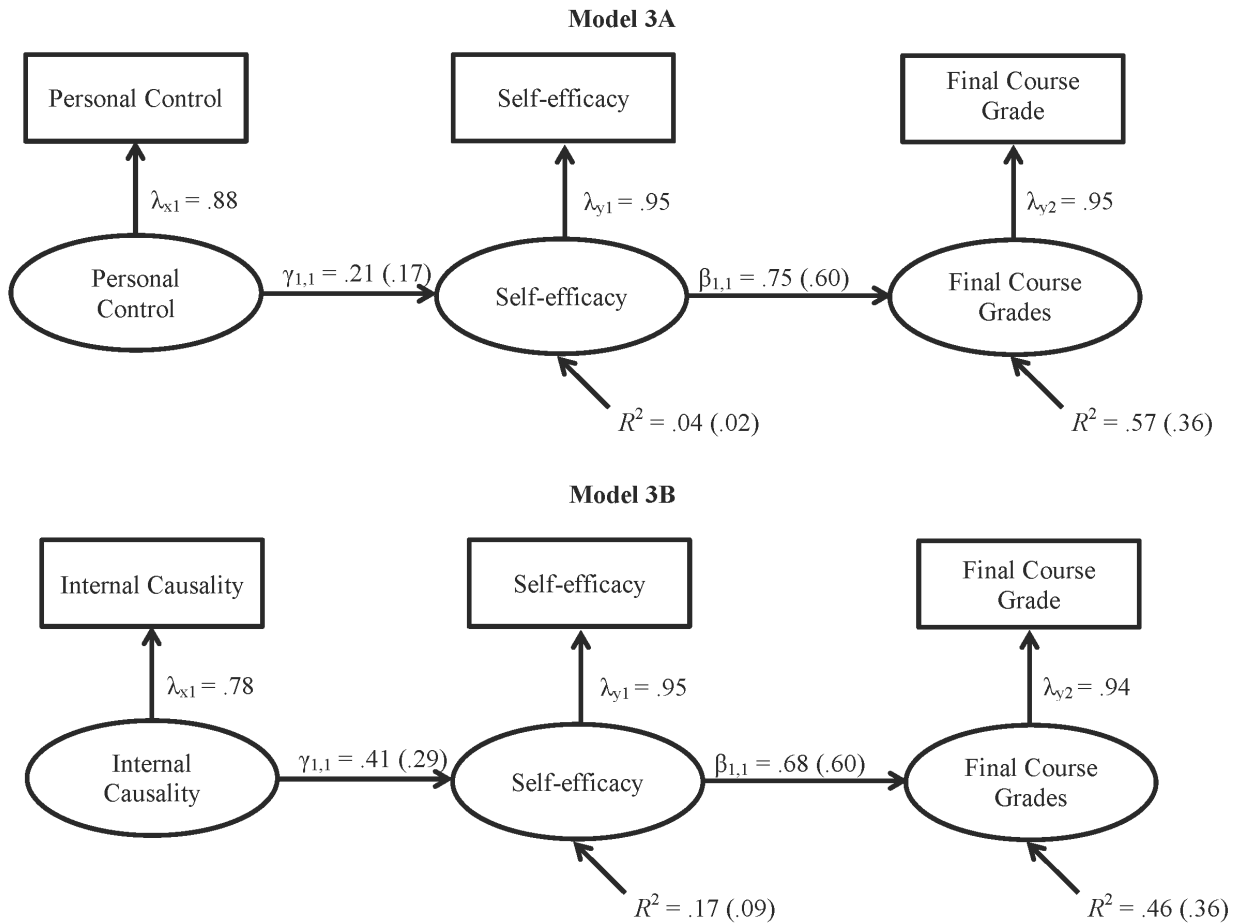 Model 3A
Personal Control
Self-efficacy
Final Course
Grade
λx1 = .88
λy1 = .95
λy2 = .95
Personal
Control
γ1,1 = .21 (.17)
Self-efficacy
β1,1 = .75 (.60)
Final Course
Grades
R² = .04 (.02)
R² = .57 (.36)
Model 3B
Internal Causality
Self-efficacy
Final Course
Grade
λx1 = .78
λy1 = .95
λy2 = .94
Internal
Causality
γ1,1 = .41 (.29)
Self-efficacy
β1,1 = .68 (.60)
Final Course
Grades
R² = .17 (.09)
R² = .46 (.36)